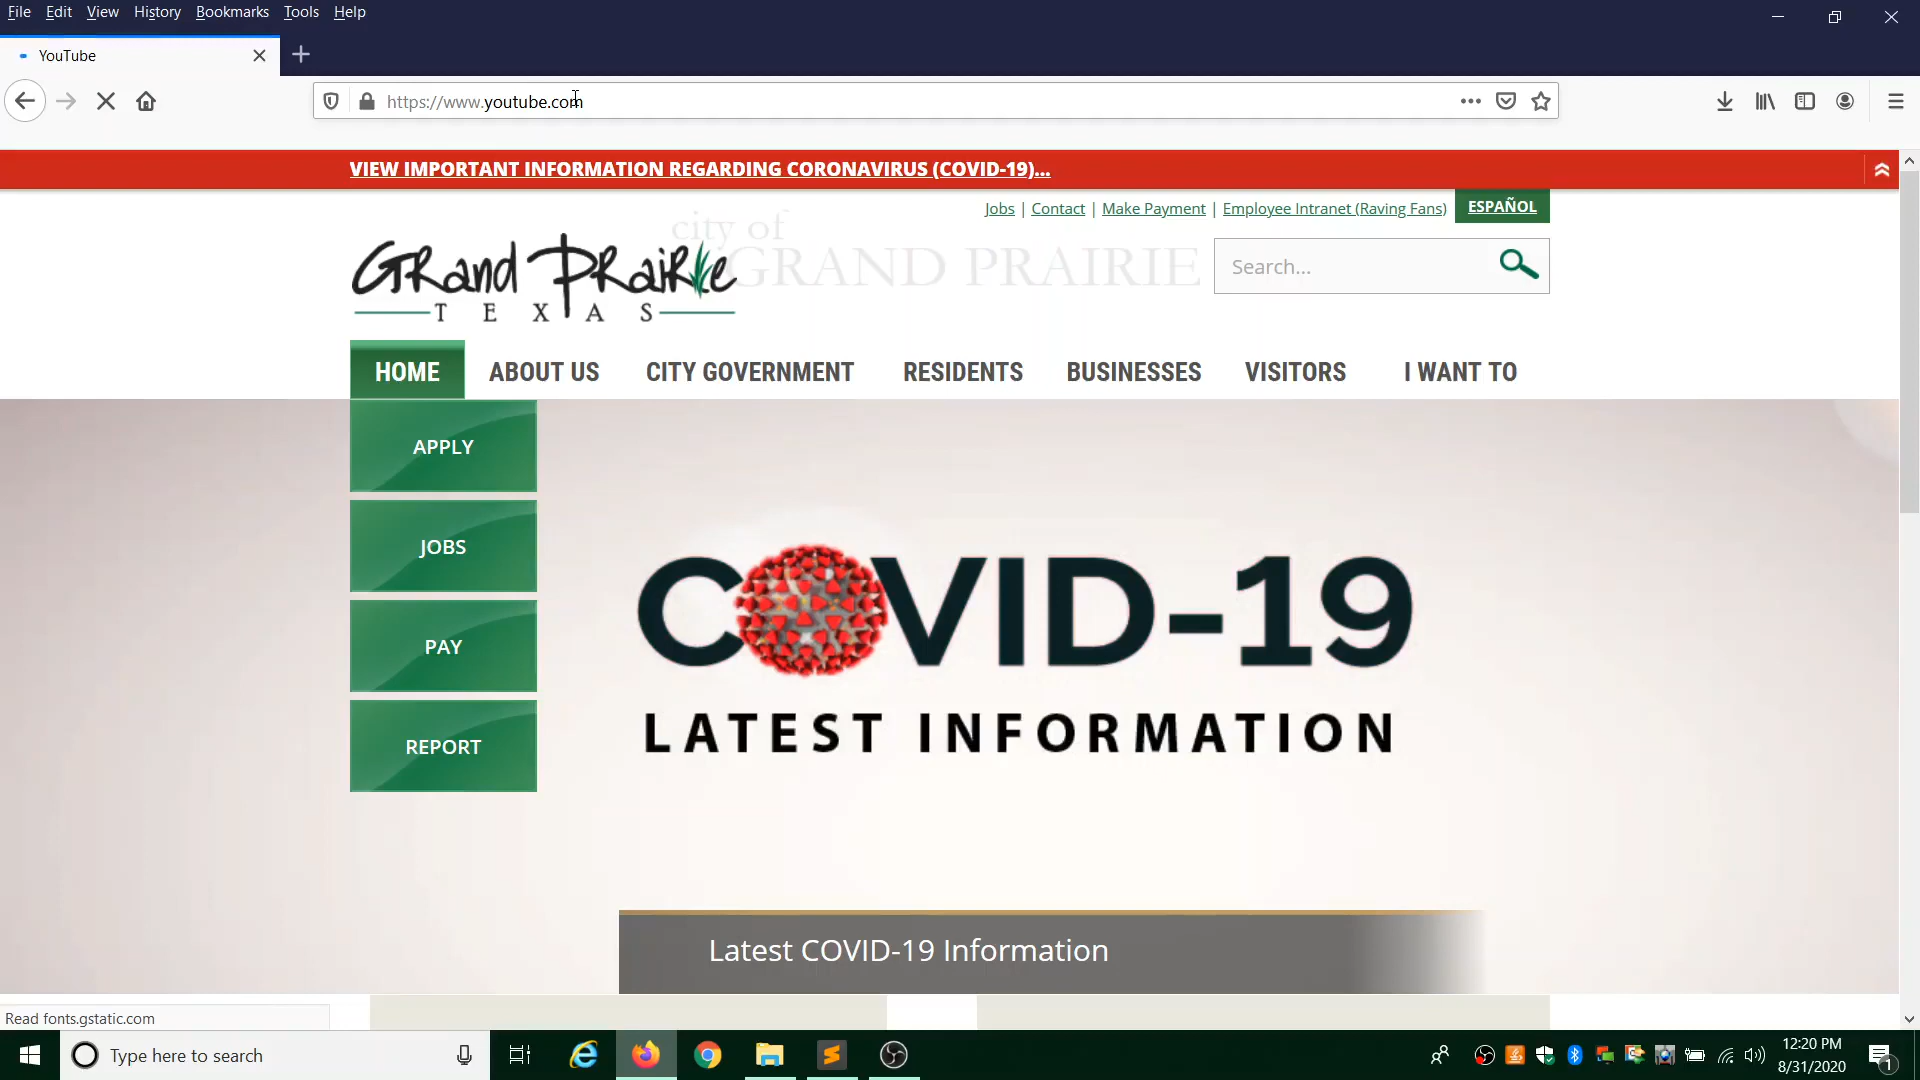 File Edit View History Bookmarks Tools Help
YouTube
https://www.youtube.com
VIEW IMPORTANT INFORMATION REGARDING CORONAVIRUS (COVID-19)...
Jobs | Contact | Make Payment | Employee Intranet (Raving Fans) ESPAÑOL
city of
GRAND PRAIRIE
Grand Prairie
TEXAS
Search...
HOME ABOUT US CITY GOVERNMENT RESIDENTS BUSINESSES VISITORS I WANT TO
APPLY
JOBS
PAY
REPORT
COVID-19
LATEST INFORMATION
Latest COVID-19 Information
Read fonts.gstatic.com
Type here to search
12:20 PM
8/31/2020
1